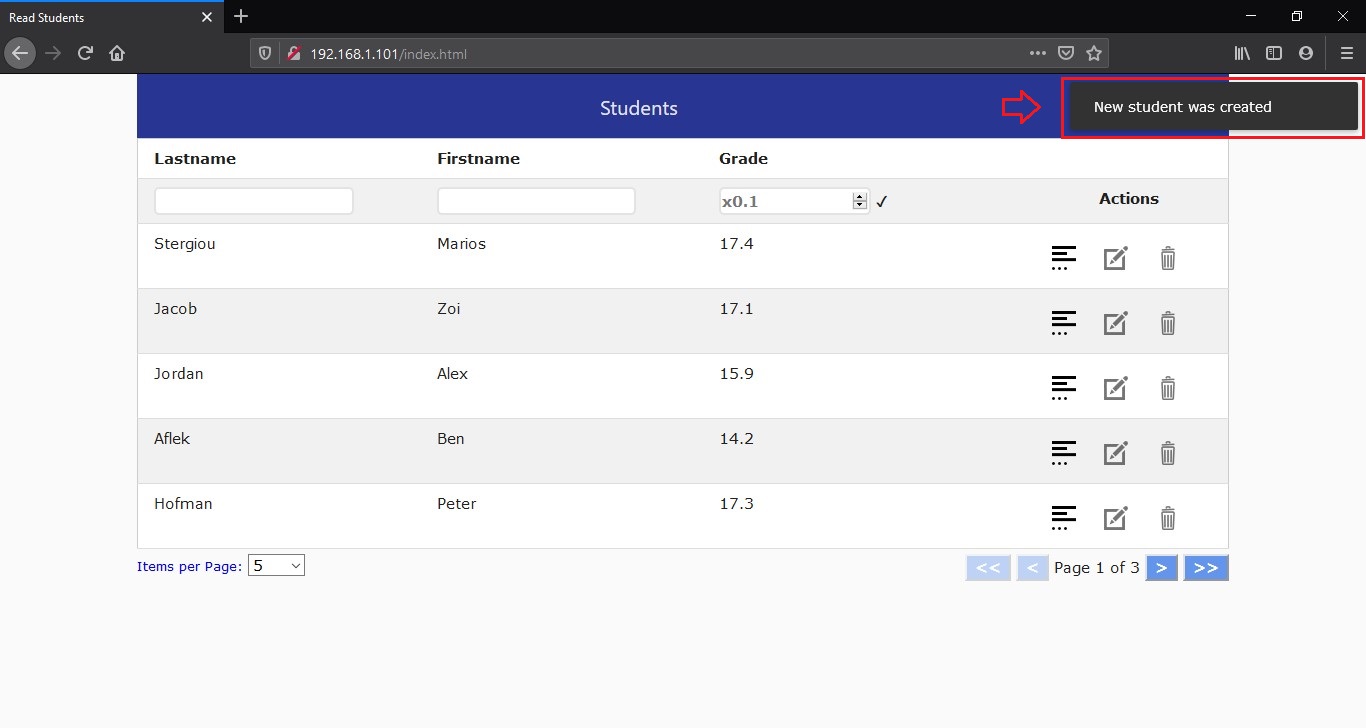 Read Students
192.168.1.101/index.html
Students
New student was created
Lastname Firstname Grade
x0.1 Actions
Stergiou Marios 17.4
Jacob Zoi 17.1
Jordan Alex 15.9
Aflek Ben 14.2
Hofman Peter 17.3
Items per Page: 5 << < Page 1 of 3 > >>